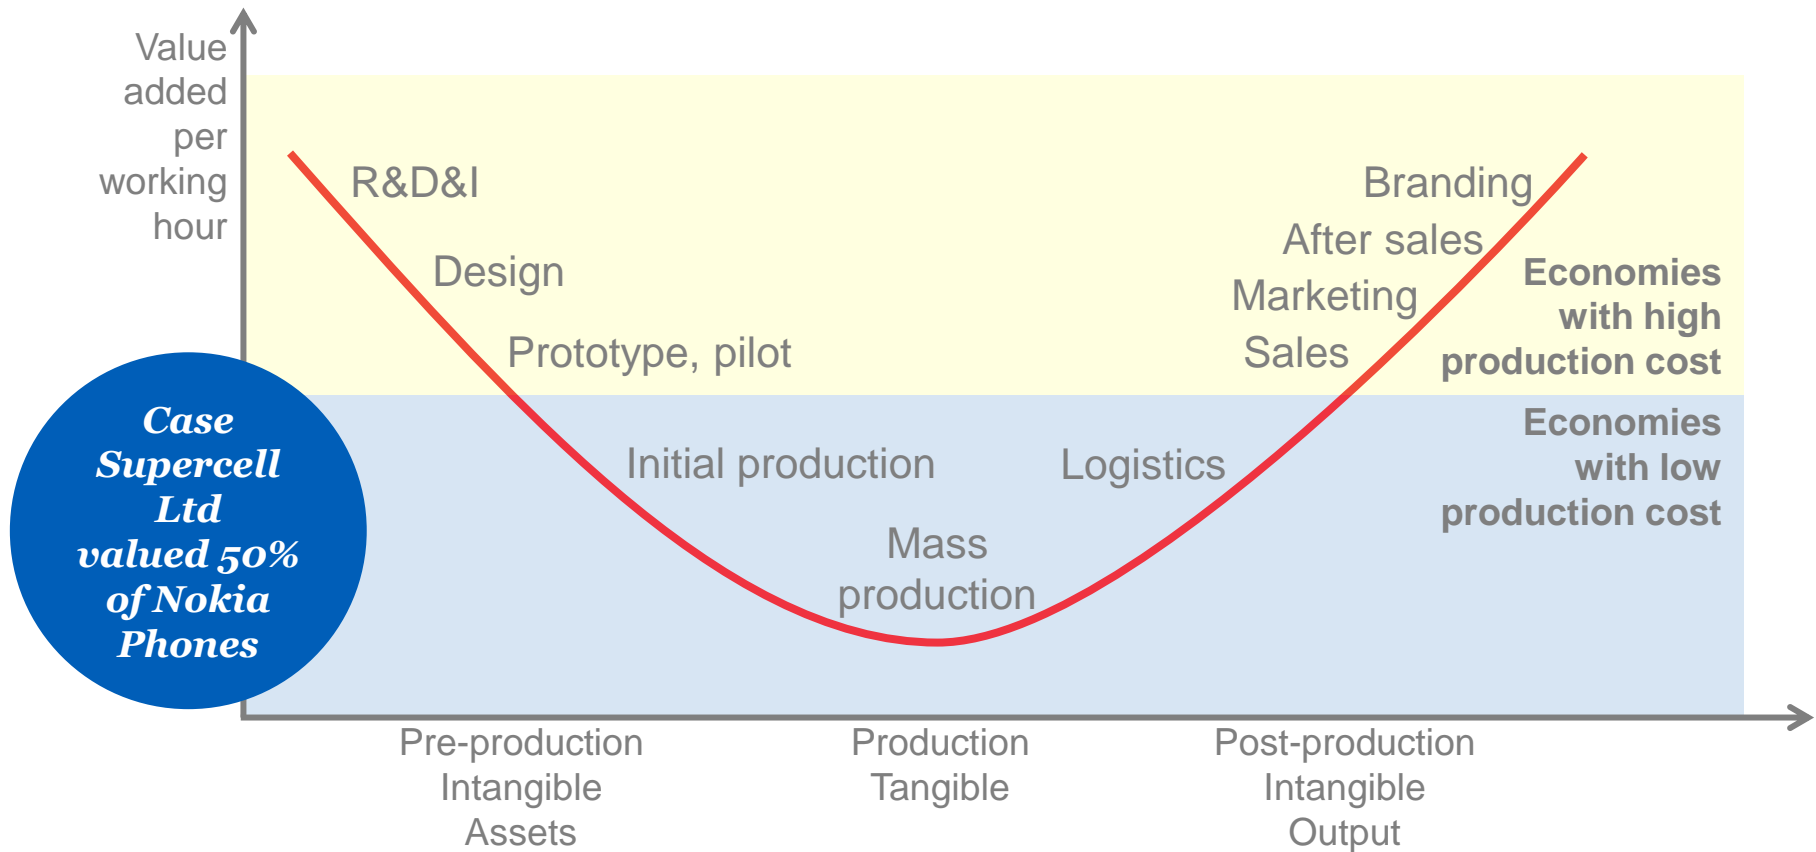 Value
added
per
working
hour
R&D&I
Design
Prototype, pilot
Initial production
Mass
production
Logistics
Branding
After sales
Marketing
Sales
Economies
with high
production cost
Economies
with low
production cost
Case
Supercell
Ltd
valued 50%
of Nokia
Phones
Pre-production
Intangible
Assets
Production
Tangible
Post-production
Intangible
Output